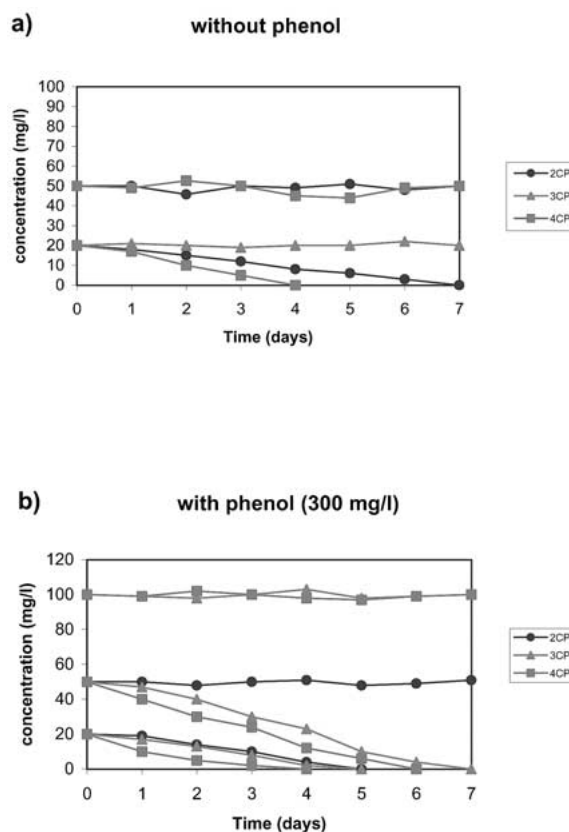 a)
without phenol
concentration (mg/l)
100
90
80
70
60
50
40
30
20
10
0
0 1 2 3 4 5 6 7
Time (days)
2CP
3CP
4CP
b)
with phenol (300 mg/l)
concentration (mg/l)
120
100
80
60
40
20
0
0 1 2 3 4 5 6 7
Time (days)
2CP
3CP
4CP